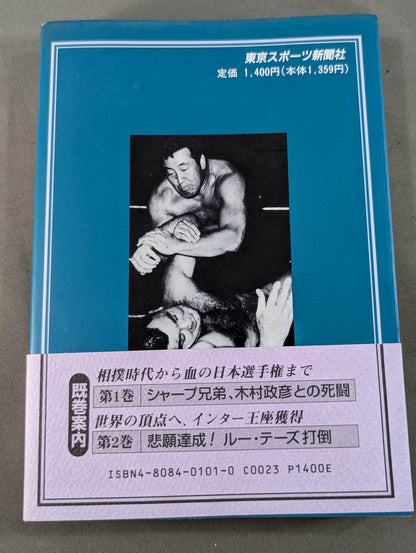 東京スポーツ新聞社
定価 1,400円(本体1,359円)
既巻案内
相撲時代から血の日本選手権まで
第1巻 シャープ兄弟、木村政彦との死闘
世界の頂点へ、インター王座獲得
第2巻 悲願達成! ルー・テーズ打倒
ISBN4-8084-0101-0 C0023 P1400E